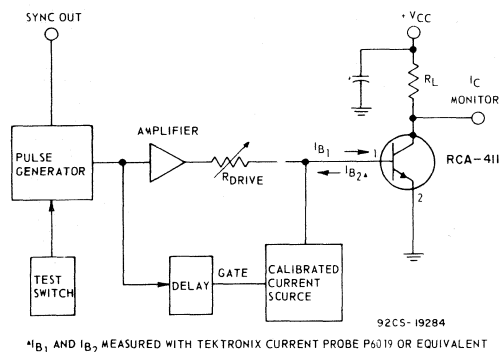 SYNC OUT
+ VCC
RL
IC
MONITOR
AMPLIFIER
PULSE
GENERATOR
RDRIVE
IB1
IB2▲
1
RCA-411
2
TEST
SWITCH
DELAY
GATE
CALIBRATED
CURRENT
SOURCE
92CS-19284
▲IB1 AND IB2 MEASURED WITH TEKTRONIX CURRENT PROBE P6019 OR EQUIVALENT